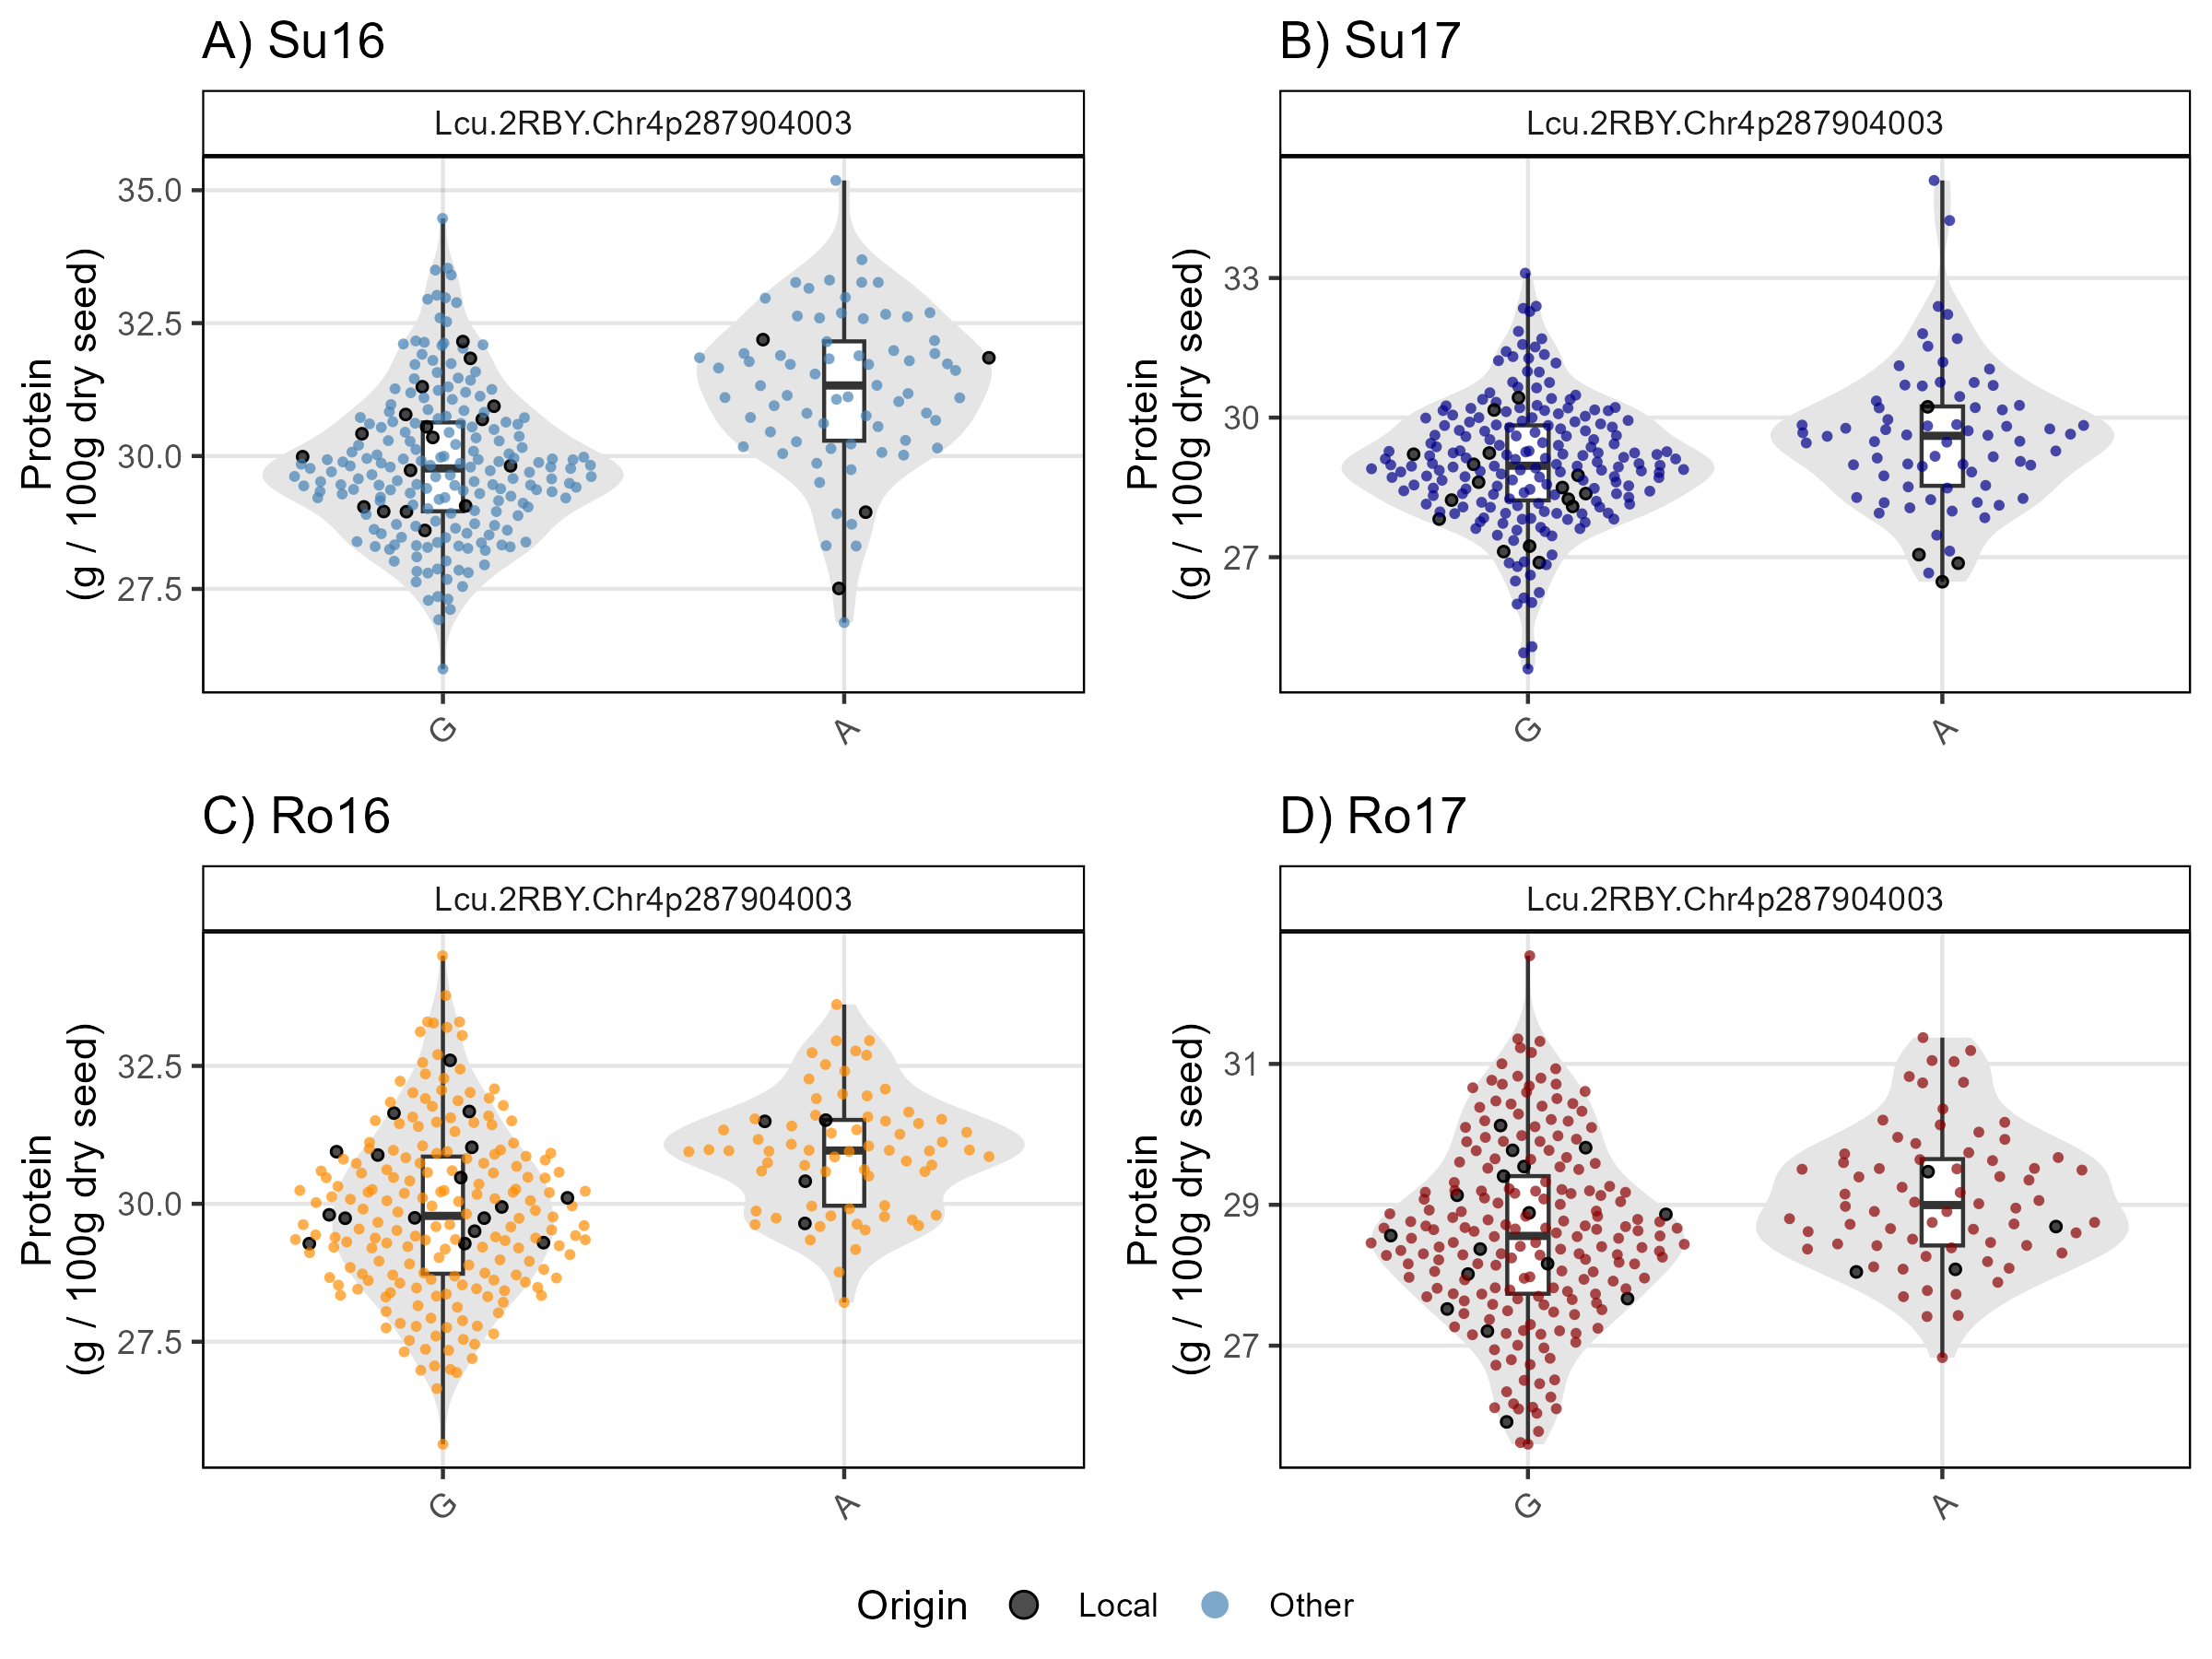 A) Su16
Lcu.2RBY.Chr4p287904003
Protein
(g / 100g dry seed)
35.0
32.5
30.0
27.5
G
A
B) Su17
Lcu.2RBY.Chr4p287904003
Protein
(g / 100g dry seed)
33
30
27
G
A
C) Ro16
Lcu.2RBY.Chr4p287904003
Protein
(g / 100g dry seed)
32.5
30.0
27.5
G
A
D) Ro17
Lcu.2RBY.Chr4p287904003
Protein
(g / 100g dry seed)
31
29
27
G
A
Origin Local Other